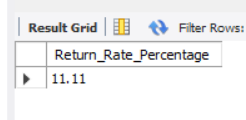 Result Grid Filter Rows:
Return_Rate_Percentage
11.11